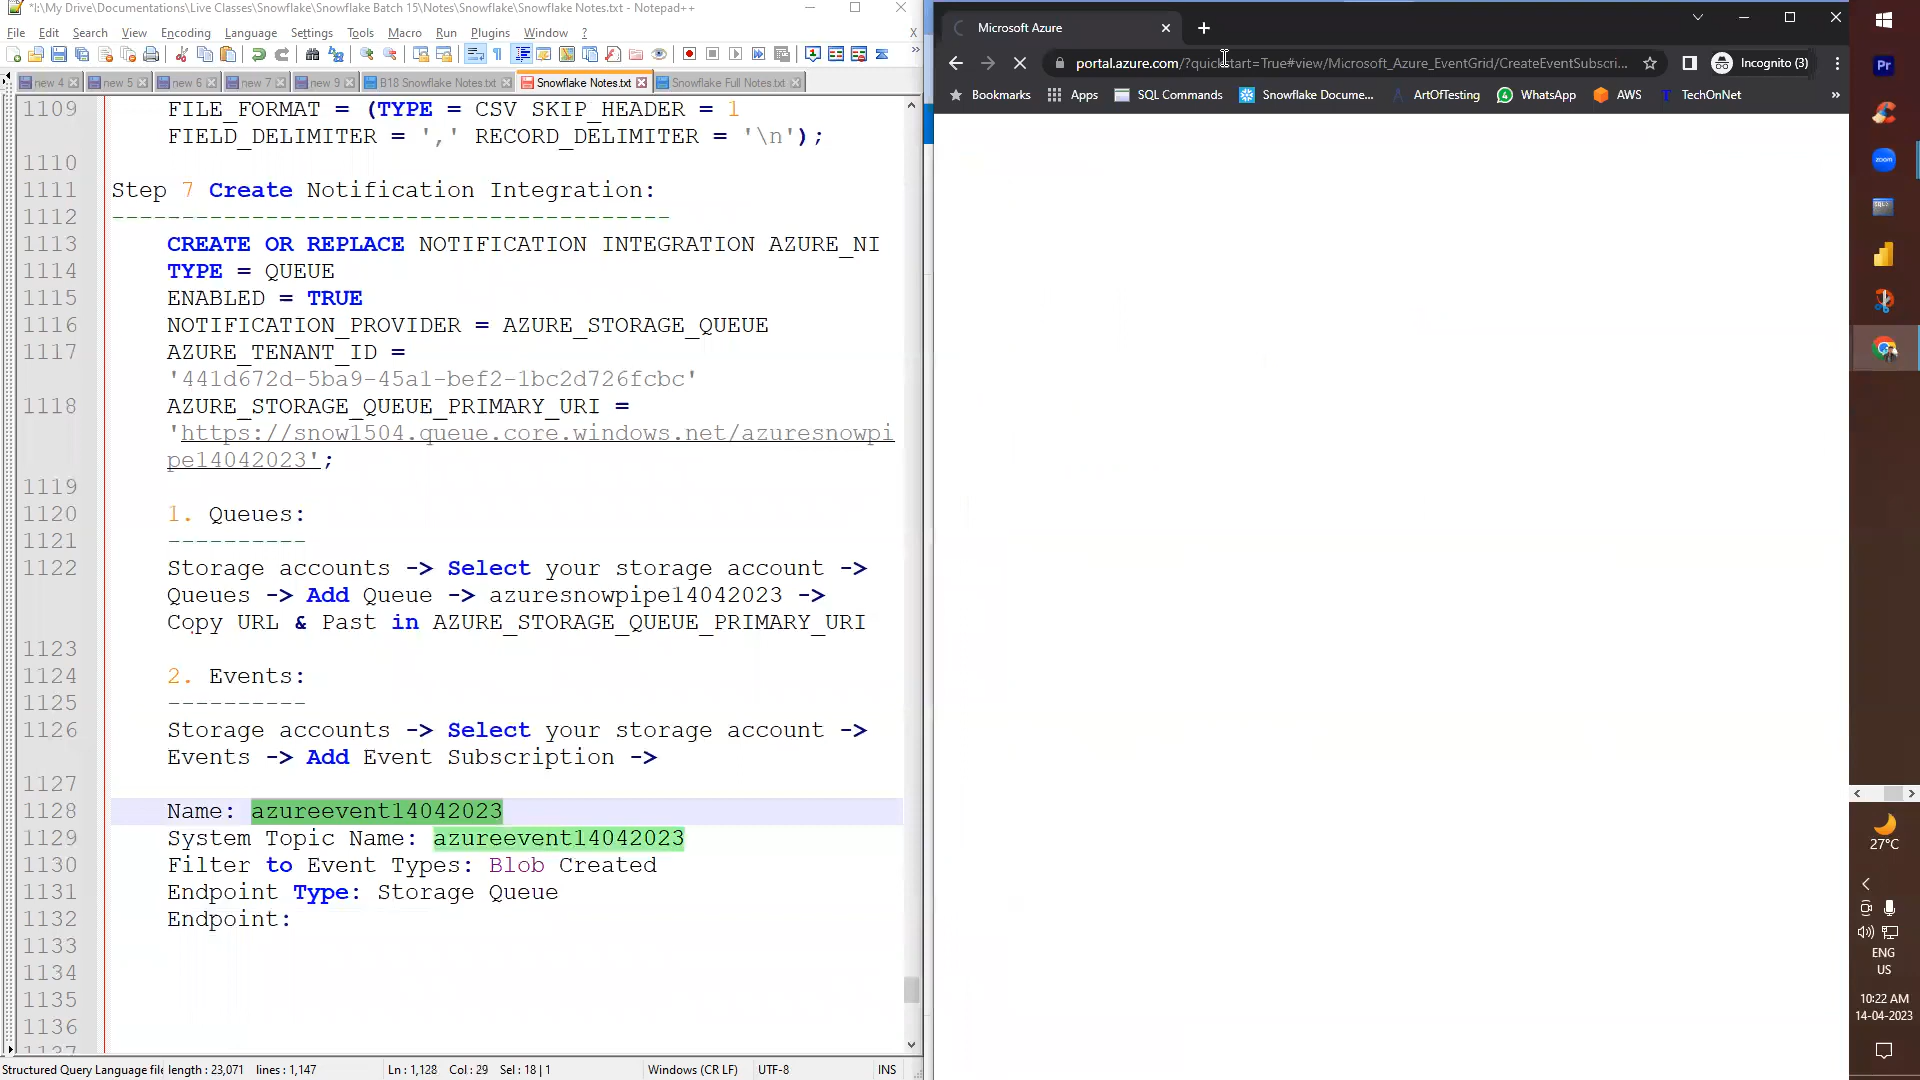 *I:\My Drive\Documentations\Live Classes\Snowflake\Snowflake Batch 15\Notes\Snowflake\Snowflake Notes.txt - Notepad++
File Edit Search View Encoding Language Settings Tools Macro Run Plugins Window ? X
new 4 new 5 new 6 new 7 new 9 B18 Snowflake Notes.txt Snowflake Notes.txt Snowflake Full Notes.txt
1109 FILE_FORMAT = (TYPE = CSV SKIP_HEADER = 1
FIELD_DELIMITER = ',' RECORD_DELIMITER = '\n');
1110
1111 Step 7 Create Notification Integration:
1112 ----------------------------------------
1113 CREATE OR REPLACE NOTIFICATION INTEGRATION AZURE_NI
1114 TYPE = QUEUE
1115 ENABLED = TRUE
1116 NOTIFICATION_PROVIDER = AZURE_STORAGE_QUEUE
1117 AZURE_TENANT_ID =
'441d672d-5ba9-45a1-bef2-1bc2d726fcbc'
1118 AZURE_STORAGE_QUEUE_PRIMARY_URI =
'https://snow1504.queue.core.windows.net/azuresnowpi
pe14042023';
1119
1120 1. Queues:
1121 ----------
1122 Storage accounts -> Select your storage account ->
Queues -> Add Queue -> azuresnowpipe14042023 ->
Copy URL & Past in AZURE_STORAGE_QUEUE_PRIMARY_URI
1123
1124 2. Events:
1125 ----------
1126 Storage accounts -> Select your storage account ->
Events -> Add Event Subscription ->
1127
1128 Name: azureevent14042023
1129 System Topic Name: azureevent14042023
1130 Filter to Event Types: Blob Created
1131 Endpoint Type: Storage Queue
1132 Endpoint:
1133
1134
1135
1136
1137
Structured Query Language file length : 23,071 lines : 1,147 Ln : 1,128 Col : 29 Sel : 18 | 1 Windows (CR LF) UTF-8 INS
Microsoft Azure
portal.azure.com/?quickstart=True#view/Microsoft_Azure_EventGrid/CreateEventSubscri... Incognito (3)
Bookmarks Apps SQL Commands Snowflake Docume... ArtOfTesting WhatsApp AWS TechOnNet »
Pr
zoom
27°C
ENG
US
10:22 AM
14-04-2023